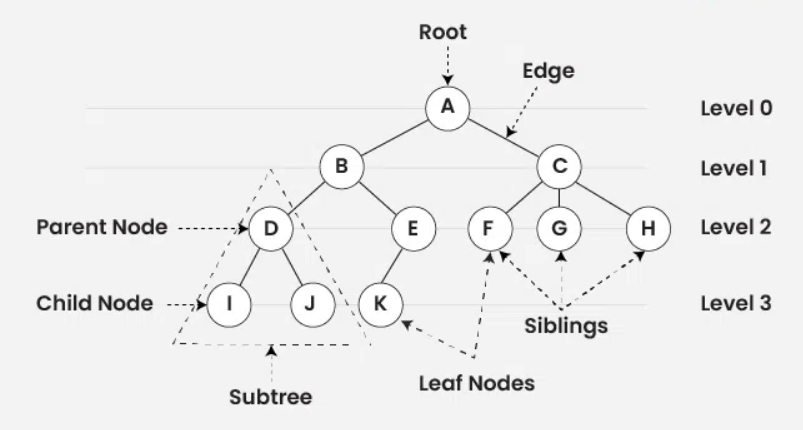 Root
Edge
A
Level 0
B
C
Level 1
Parent Node
D
E
F
G
H
Level 2
Child Node
I
J
K
Level 3
Siblings
Leaf Nodes
Subtree